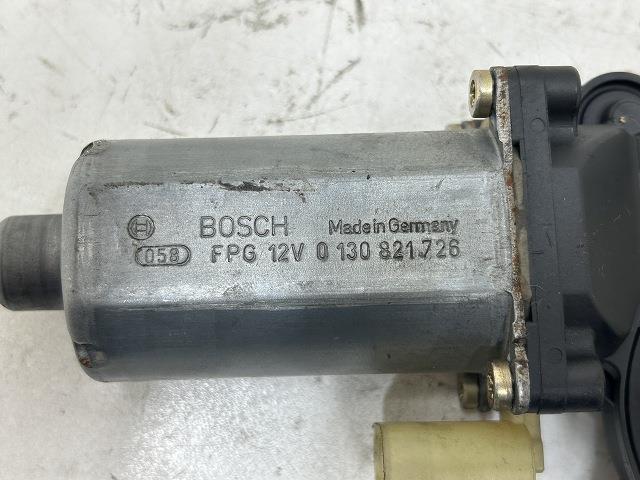 BOSCH Made in Germany
058 FPG 12V 0 130 821 726